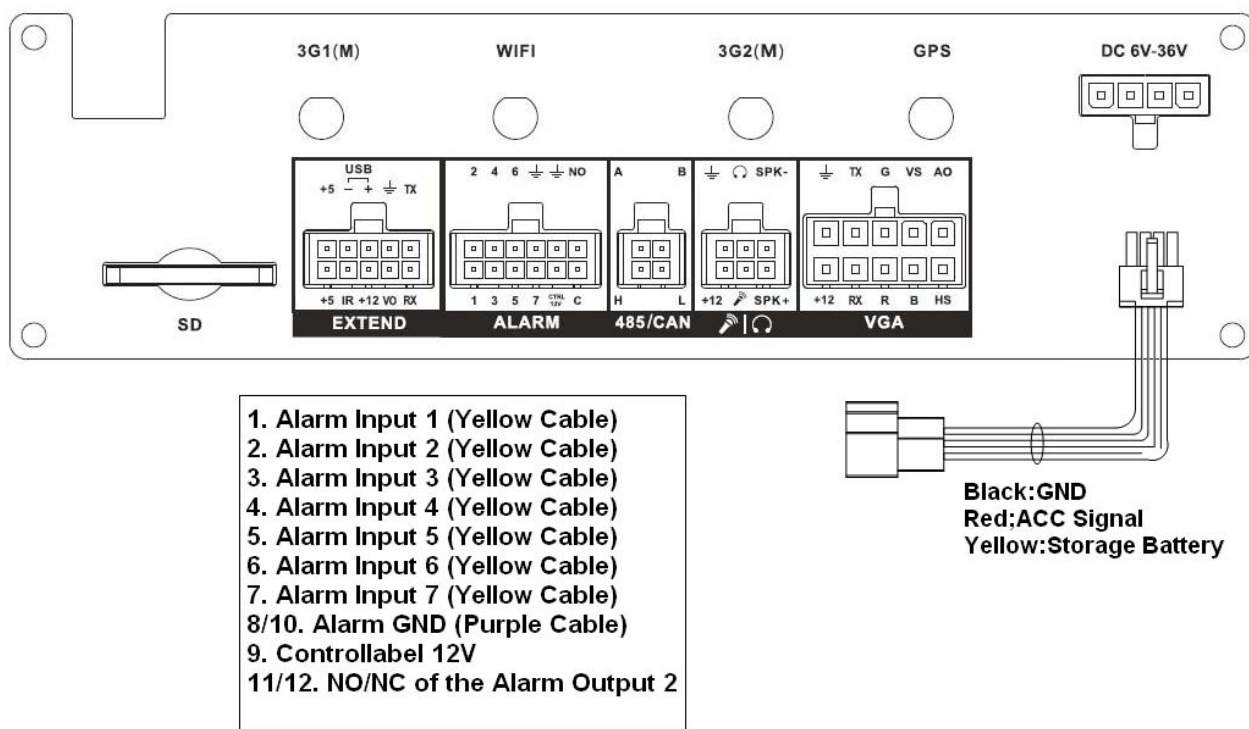 3G1(M) WIFI 3G2(M) GPS DC 6V-36V
USB
+5 − + ⏚ TX
2 4 6 ⏚ ⏚ NO
A B
⏚ 🎧 SPK-
⏚ TX G VS AO
+5 IR +12 VO RX
1 3 5 7 CTRL 12V C
H L
+12 🎤 SPK+
+12 RX R B HS
SD
EXTEND ALARM 485/CAN 🎤|🎧 VGA
1. Alarm Input 1 (Yellow Cable)
2. Alarm Input 2 (Yellow Cable)
3. Alarm Input 3 (Yellow Cable)
4. Alarm Input 4 (Yellow Cable)
5. Alarm Input 5 (Yellow Cable)
6. Alarm Input 6 (Yellow Cable)
7. Alarm Input 7 (Yellow Cable)
8/10. Alarm GND (Purple Cable)
9. Controllabel 12V
11/12. NO/NC of the Alarm Output 2
Black:GND
Red;ACC Signal
Yellow:Storage Battery